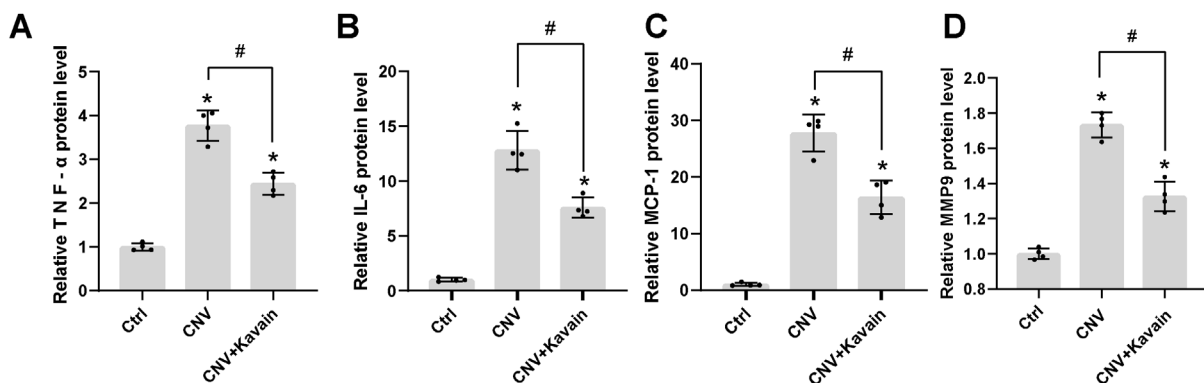 A
Relative T N F - α protein level
5
4
3
2
1
0
#
*
*
Ctrl
CNV
CNV+Kavain
B
Relative IL-6 protein level
20
15
10
5
0
#
*
*
Ctrl
CNV
CNV+Kavain
C
Relative MCP-1 protein level
40
30
20
10
0
#
*
*
Ctrl
CNV
CNV+Kavain
D
Relative MMP9 protein level
2.0
1.8
1.6
1.4
1.2
1.0
0.8
#
*
*
Ctrl
CNV
CNV+Kavain